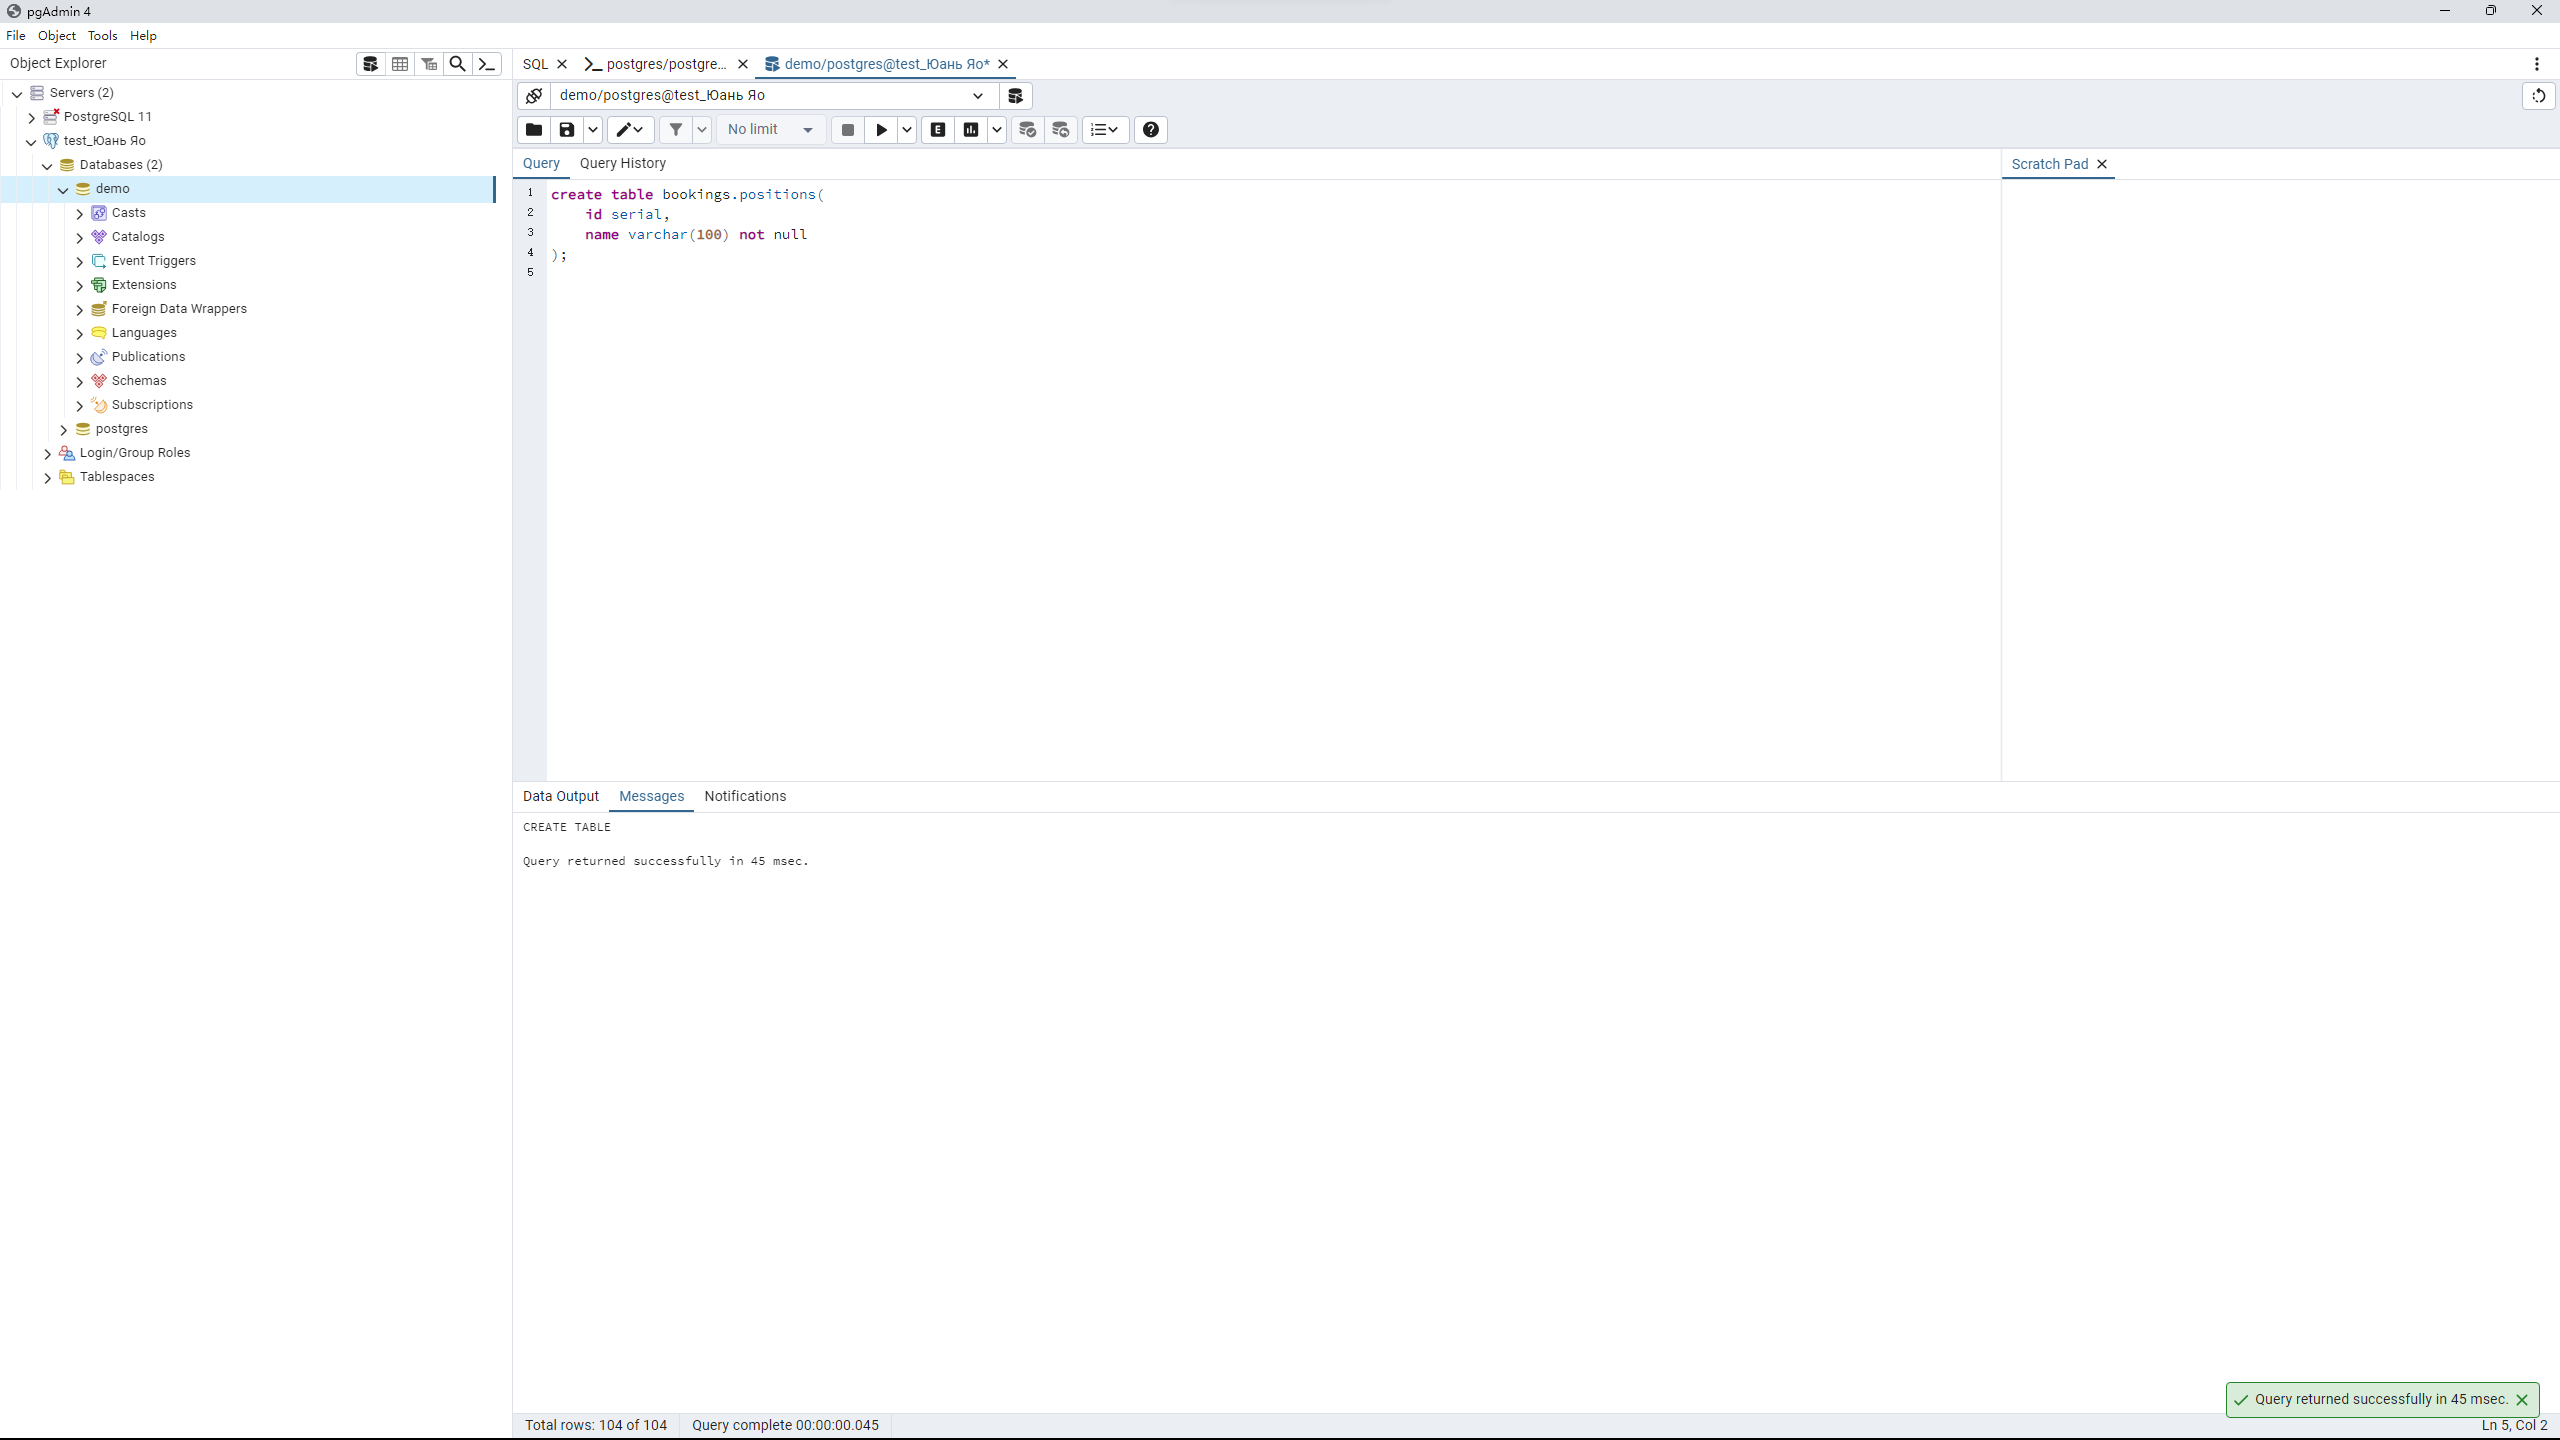 pgAdmin 4
File Object Tools Help
Object Explorer
Servers (2)
PostgreSQL 11
test_Юань Яо
Databases (2)
demo
Casts
Catalogs
Event Triggers
Extensions
Foreign Data Wrappers
Languages
Publications
Schemas
Subscriptions
postgres
Login/Group Roles
Tablespaces
SQL postgres/postgre... demo/postgres@test_Юань Яо*
demo/postgres@test_Юань Яо
No limit E
Query Query History
Scratch Pad
1 create table bookings.positions(
2 id serial,
3 name varchar(100) not null
4 );
5
Data Output Messages Notifications
CREATE TABLE
Query returned successfully in 45 msec.
Query returned successfully in 45 msec.
Total rows: 104 of 104 Query complete 00:00:00.045 Ln 5, Col 2